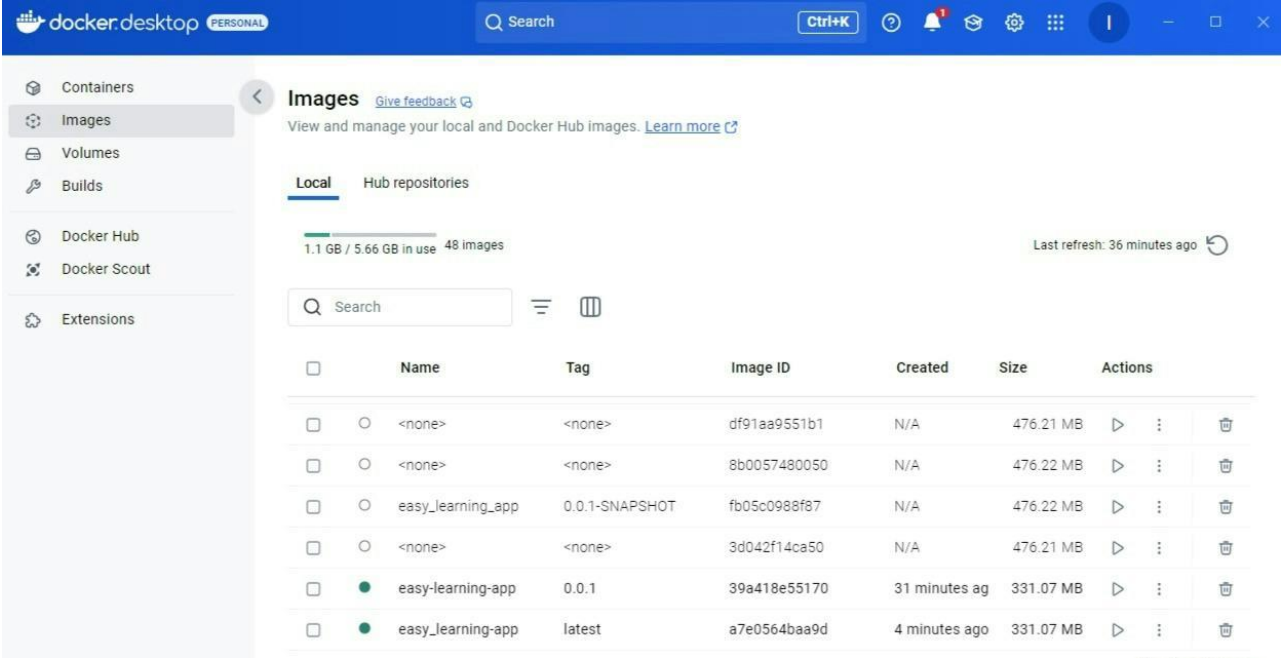 docker.desktop PERSONAL Search Ctrl+K 1 I
Containers
Images
Volumes
Builds
Docker Hub
Docker Scout
Extensions
Images Give feedback
View and manage your local and Docker Hub images. Learn more
Local Hub repositories
1.1 GB / 5.66 GB in use 48 images Last refresh: 36 minutes ago
Search
Name Tag Image ID Created Size Actions
<none> <none> df91aa9551b1 N/A 476.21 MB
<none> <none> 8b0057480050 N/A 476.22 MB
easy_learning_app 0.0.1-SNAPSHOT fb05c0988f87 N/A 476.22 MB
<none> <none> 3d042f14ca50 N/A 476.21 MB
easy-learning-app 0.0.1 39a418e55170 31 minutes ag 331.07 MB
easy_learning-app latest a7e0564baa9d 4 minutes ago 331.07 MB